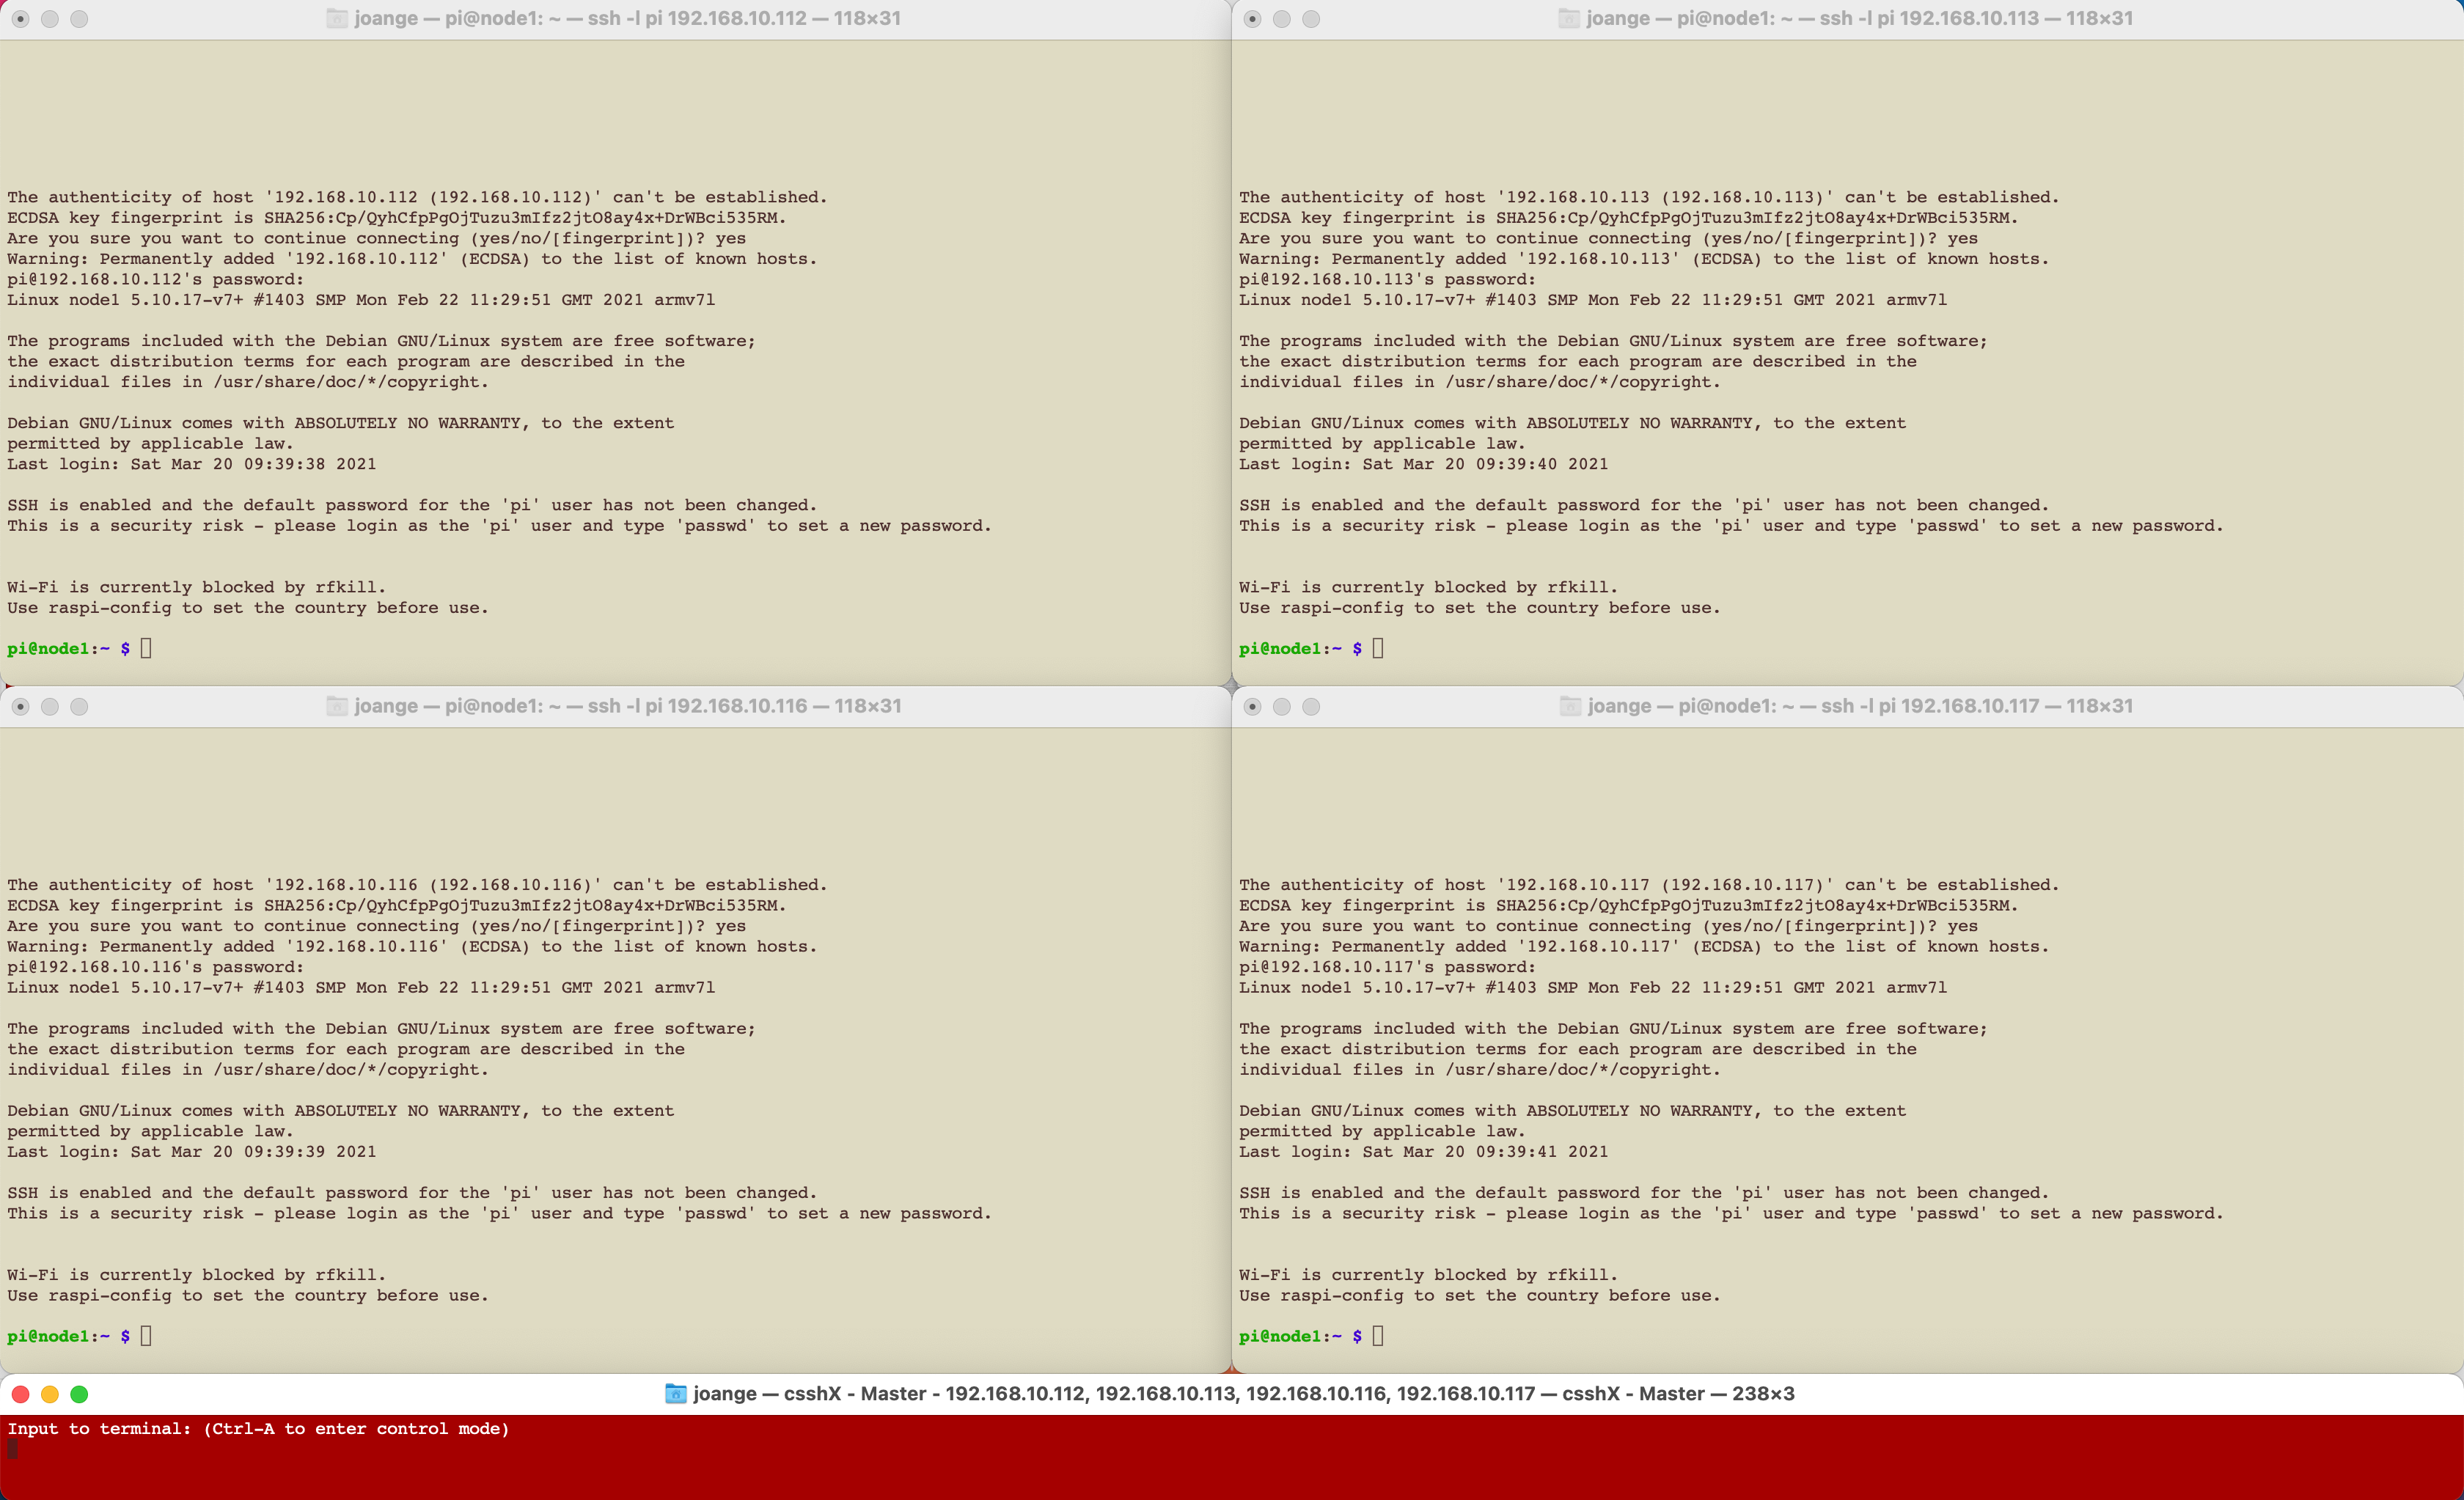 joange — pi@node1: ~ — ssh -l pi 192.168.10.112 — 118×31
The authenticity of host '192.168.10.112 (192.168.10.112)' can't be established.
ECDSA key fingerprint is SHA256:Cp/QyhCfpPgOjTuzu3mIfz2jtO8ay4x+DrWBci535RM.
Are you sure you want to continue connecting (yes/no/[fingerprint])? yes
Warning: Permanently added '192.168.10.112' (ECDSA) to the list of known hosts.
pi@192.168.10.112's password:
Linux node1 5.10.17-v7+ #1403 SMP Mon Feb 22 11:29:51 GMT 2021 armv7l
The programs included with the Debian GNU/Linux system are free software;
the exact distribution terms for each program are described in the
individual files in /usr/share/doc/*/copyright.
Debian GNU/Linux comes with ABSOLUTELY NO WARRANTY, to the extent
permitted by applicable law.
Last login: Sat Mar 20 09:39:38 2021
SSH is enabled and the default password for the 'pi' user has not been changed.
This is a security risk - please login as the 'pi' user and type 'passwd' to set a new password.
Wi-Fi is currently blocked by rfkill.
Use raspi-config to set the country before use.
pi@node1:~ $
joange — pi@node1: ~ — ssh -l pi 192.168.10.113 — 118×31
The authenticity of host '192.168.10.113 (192.168.10.113)' can't be established.
ECDSA key fingerprint is SHA256:Cp/QyhCfpPgOjTuzu3mIfz2jtO8ay4x+DrWBci535RM.
Are you sure you want to continue connecting (yes/no/[fingerprint])? yes
Warning: Permanently added '192.168.10.113' (ECDSA) to the list of known hosts.
pi@192.168.10.113's password:
Linux node1 5.10.17-v7+ #1403 SMP Mon Feb 22 11:29:51 GMT 2021 armv7l
The programs included with the Debian GNU/Linux system are free software;
the exact distribution terms for each program are described in the
individual files in /usr/share/doc/*/copyright.
Debian GNU/Linux comes with ABSOLUTELY NO WARRANTY, to the extent
permitted by applicable law.
Last login: Sat Mar 20 09:39:40 2021
SSH is enabled and the default password for the 'pi' user has not been changed.
This is a security risk - please login as the 'pi' user and type 'passwd' to set a new password.
Wi-Fi is currently blocked by rfkill.
Use raspi-config to set the country before use.
pi@node1:~ $
joange — pi@node1: ~ — ssh -l pi 192.168.10.116 — 118×31
The authenticity of host '192.168.10.116 (192.168.10.116)' can't be established.
ECDSA key fingerprint is SHA256:Cp/QyhCfpPgOjTuzu3mIfz2jtO8ay4x+DrWBci535RM.
Are you sure you want to continue connecting (yes/no/[fingerprint])? yes
Warning: Permanently added '192.168.10.116' (ECDSA) to the list of known hosts.
pi@192.168.10.116's password:
Linux node1 5.10.17-v7+ #1403 SMP Mon Feb 22 11:29:51 GMT 2021 armv7l
The programs included with the Debian GNU/Linux system are free software;
the exact distribution terms for each program are described in the
individual files in /usr/share/doc/*/copyright.
Debian GNU/Linux comes with ABSOLUTELY NO WARRANTY, to the extent
permitted by applicable law.
Last login: Sat Mar 20 09:39:39 2021
SSH is enabled and the default password for the 'pi' user has not been changed.
This is a security risk - please login as the 'pi' user and type 'passwd' to set a new password.
Wi-Fi is currently blocked by rfkill.
Use raspi-config to set the country before use.
pi@node1:~ $
joange — pi@node1: ~ — ssh -l pi 192.168.10.117 — 118×31
The authenticity of host '192.168.10.117 (192.168.10.117)' can't be established.
ECDSA key fingerprint is SHA256:Cp/QyhCfpPgOjTuzu3mIfz2jtO8ay4x+DrWBci535RM.
Are you sure you want to continue connecting (yes/no/[fingerprint])? yes
Warning: Permanently added '192.168.10.117' (ECDSA) to the list of known hosts.
pi@192.168.10.117's password:
Linux node1 5.10.17-v7+ #1403 SMP Mon Feb 22 11:29:51 GMT 2021 armv7l
The programs included with the Debian GNU/Linux system are free software;
the exact distribution terms for each program are described in the
individual files in /usr/share/doc/*/copyright.
Debian GNU/Linux comes with ABSOLUTELY NO WARRANTY, to the extent
permitted by applicable law.
Last login: Sat Mar 20 09:39:41 2021
SSH is enabled and the default password for the 'pi' user has not been changed.
This is a security risk - please login as the 'pi' user and type 'passwd' to set a new password.
Wi-Fi is currently blocked by rfkill.
Use raspi-config to set the country before use.
pi@node1:~ $
joange — csshX - Master - 192.168.10.112, 192.168.10.113, 192.168.10.116, 192.168.10.117 — csshX - Master — 238×3
Input to terminal: (Ctrl-A to enter control mode)